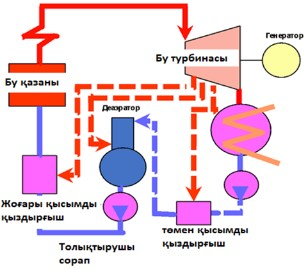 Генератор
Бу турбинасы
Бу қазаны
Деаэратор
Жоғары қысымды
қыздырғыш
төмен қысымды
қыздырғыш
Толықтырушы
сорап